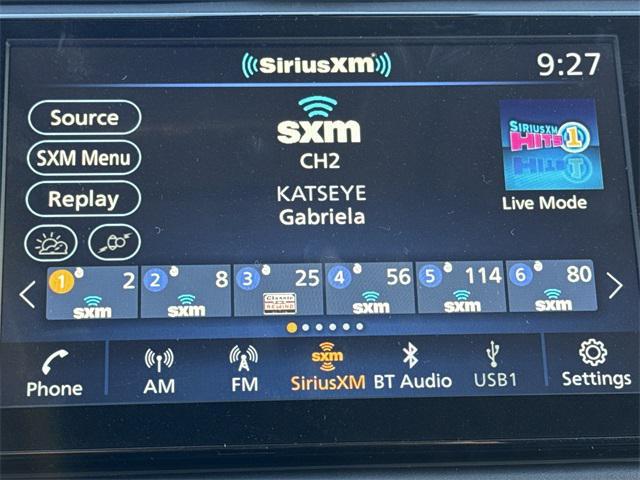 SiriusXM
9:27
Source
SXM Menu
Replay
sxm
CH2
KATSEYE
Gabriela
SIRIUSXM
HITS 1
Live Mode
1 2 sxm
2 8 sxm
3 25 Classic REWIND
4 56 sxm
5 114 sxm
6 80 sxm
Phone
AM
FM
sxm
SiriusXM
BT Audio
USB1
Settings